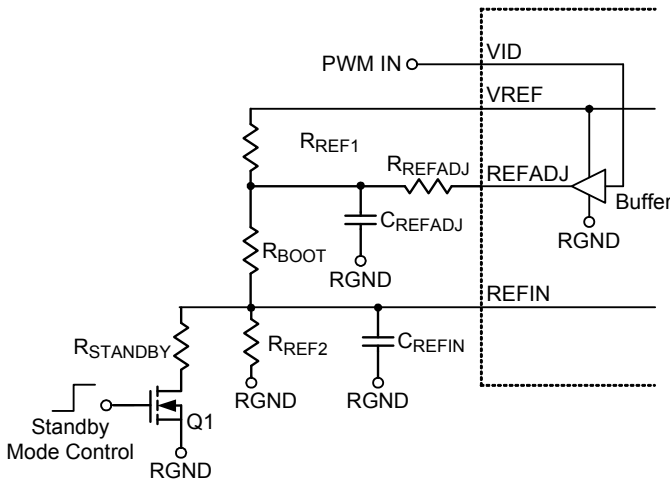 PWM IN
VID
VREF
RREF1
RREFADJ
REFADJ
Buffer
CREFADJ
RGND
RBOOT
RGND
REFIN
RSTANDBY
RREF2
CREFIN
RGND
RGND
Q1
Standby
Mode Control
RGND